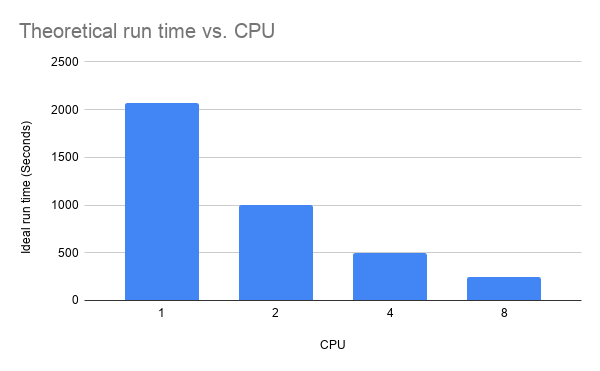 Theoretical run time vs. CPU
Ideal run time (Seconds)
2500
2000
1500
1000
500
0
1 2 4 8
CPU